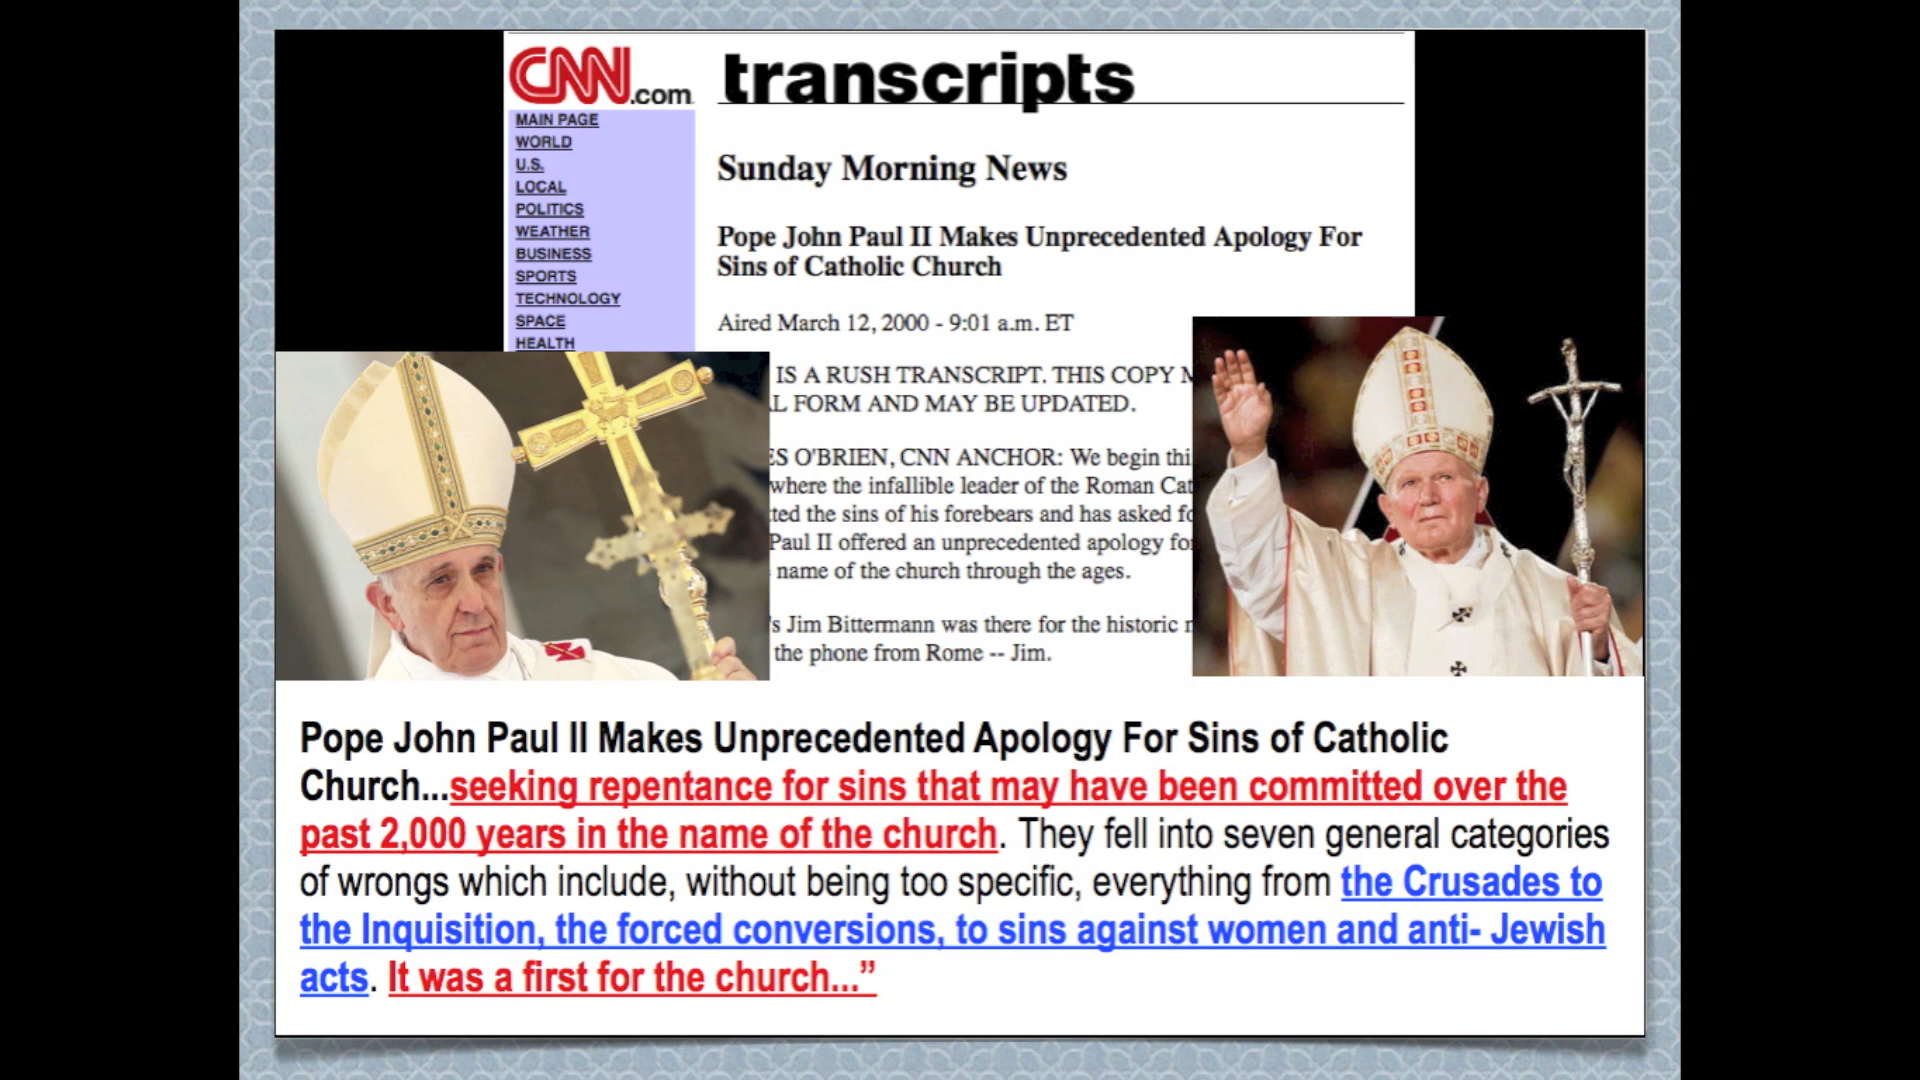 CNN.com
transcripts
MAIN PAGE
WORLD
U.S.
LOCAL
POLITICS
WEATHER
BUSINESS
SPORTS
TECHNOLOGY
SPACE
HEALTH
Sunday Morning News
Pope John Paul II Makes Unprecedented Apology For
Sins of Catholic Church
Aired March 12, 2000 - 9:01 a.m. ET
IS A RUSH TRANSCRIPT. THIS COPY
FORM AND MAY BE UPDATED.
O'BRIEN, CNN ANCHOR: We begin
where the infallible leader of the Roman
the sins of his forebears and has asked
Paul II offered an unprecedented apology
name of the church through the ages.
Jim Bittermann was there for the historic
the phone from Rome -- Jim.
Pope John Paul II Makes Unprecedented Apology For Sins of Catholic
Church...seeking repentance for sins that may have been committed over the
past 2,000 years in the name of the church. They fell into seven general categories
of wrongs which include, without being too specific, everything from the Crusades to
the Inquisition, the forced conversions, to sins against women and anti- Jewish
acts. It was a first for the church...”